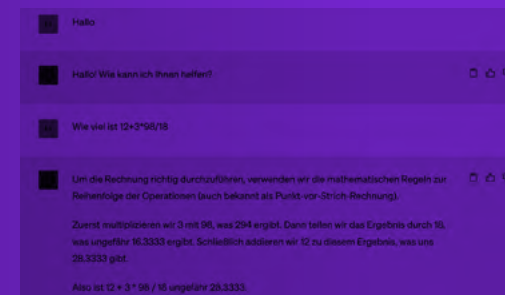 Hallo
Hallo! Wie kann ich Ihnen helfen?
Wie viel ist 12+3*98/18
Um die Rechnung richtig durchzuführen, verwenden wir die mathematischen Regeln zur
Reihenfolge der Operationen (auch bekannt als Punkt-vor-Strich-Rechnung).
Zuerst multiplizieren wir 3 mit 98, was 294 ergibt. Dann teilen wir das Ergebnis durch 18,
was ungefähr 16.3333 ergibt. Schließlich addieren wir 12 zu diesem Ergebnis, was uns
28.3333 gibt.
Also ist 12 + 3 * 98 / 18 ungefähr 28.3333.